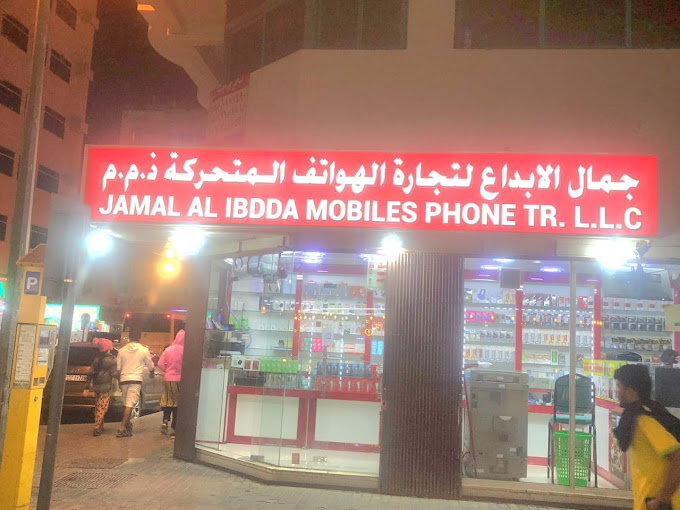 جمال الابداع لتجارة الهواتف المتحركة ذ.م.م
JAMAL AL IBDDA MOBILES PHONE TR. L.L.C
P